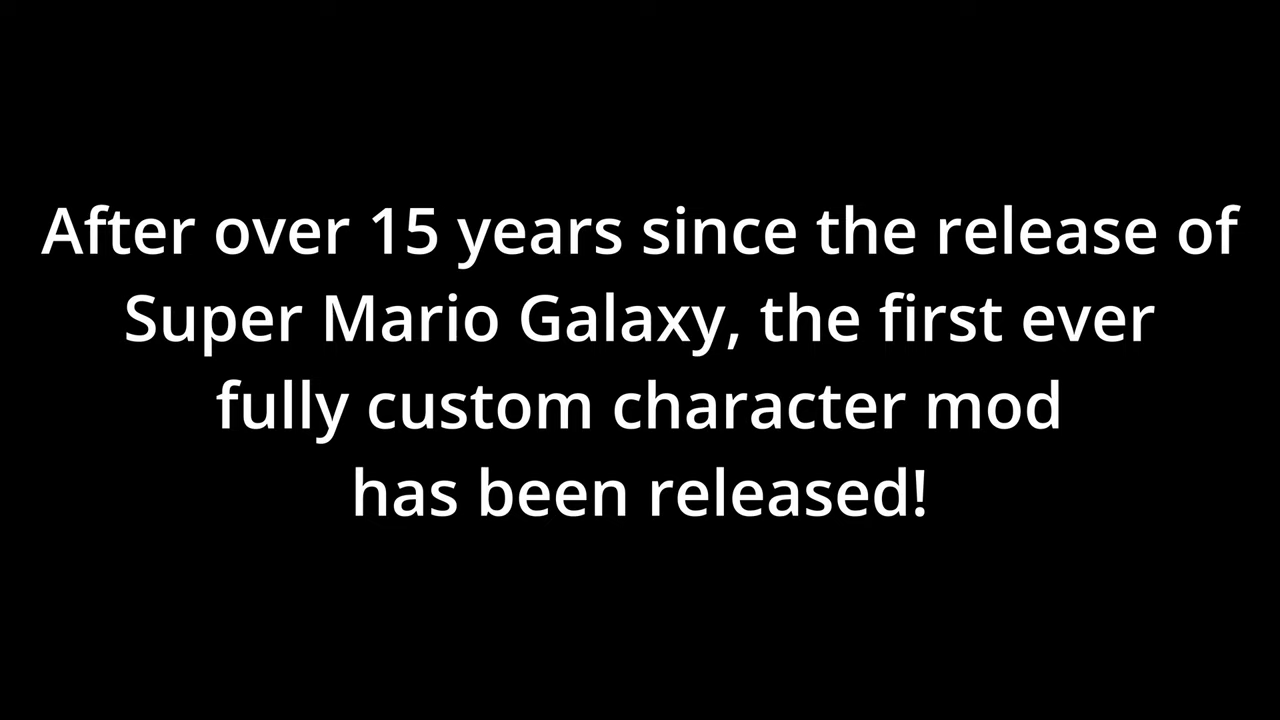 After over 15 years since the release of
Super Mario Galaxy, the first ever
fully custom character mod
has been released!